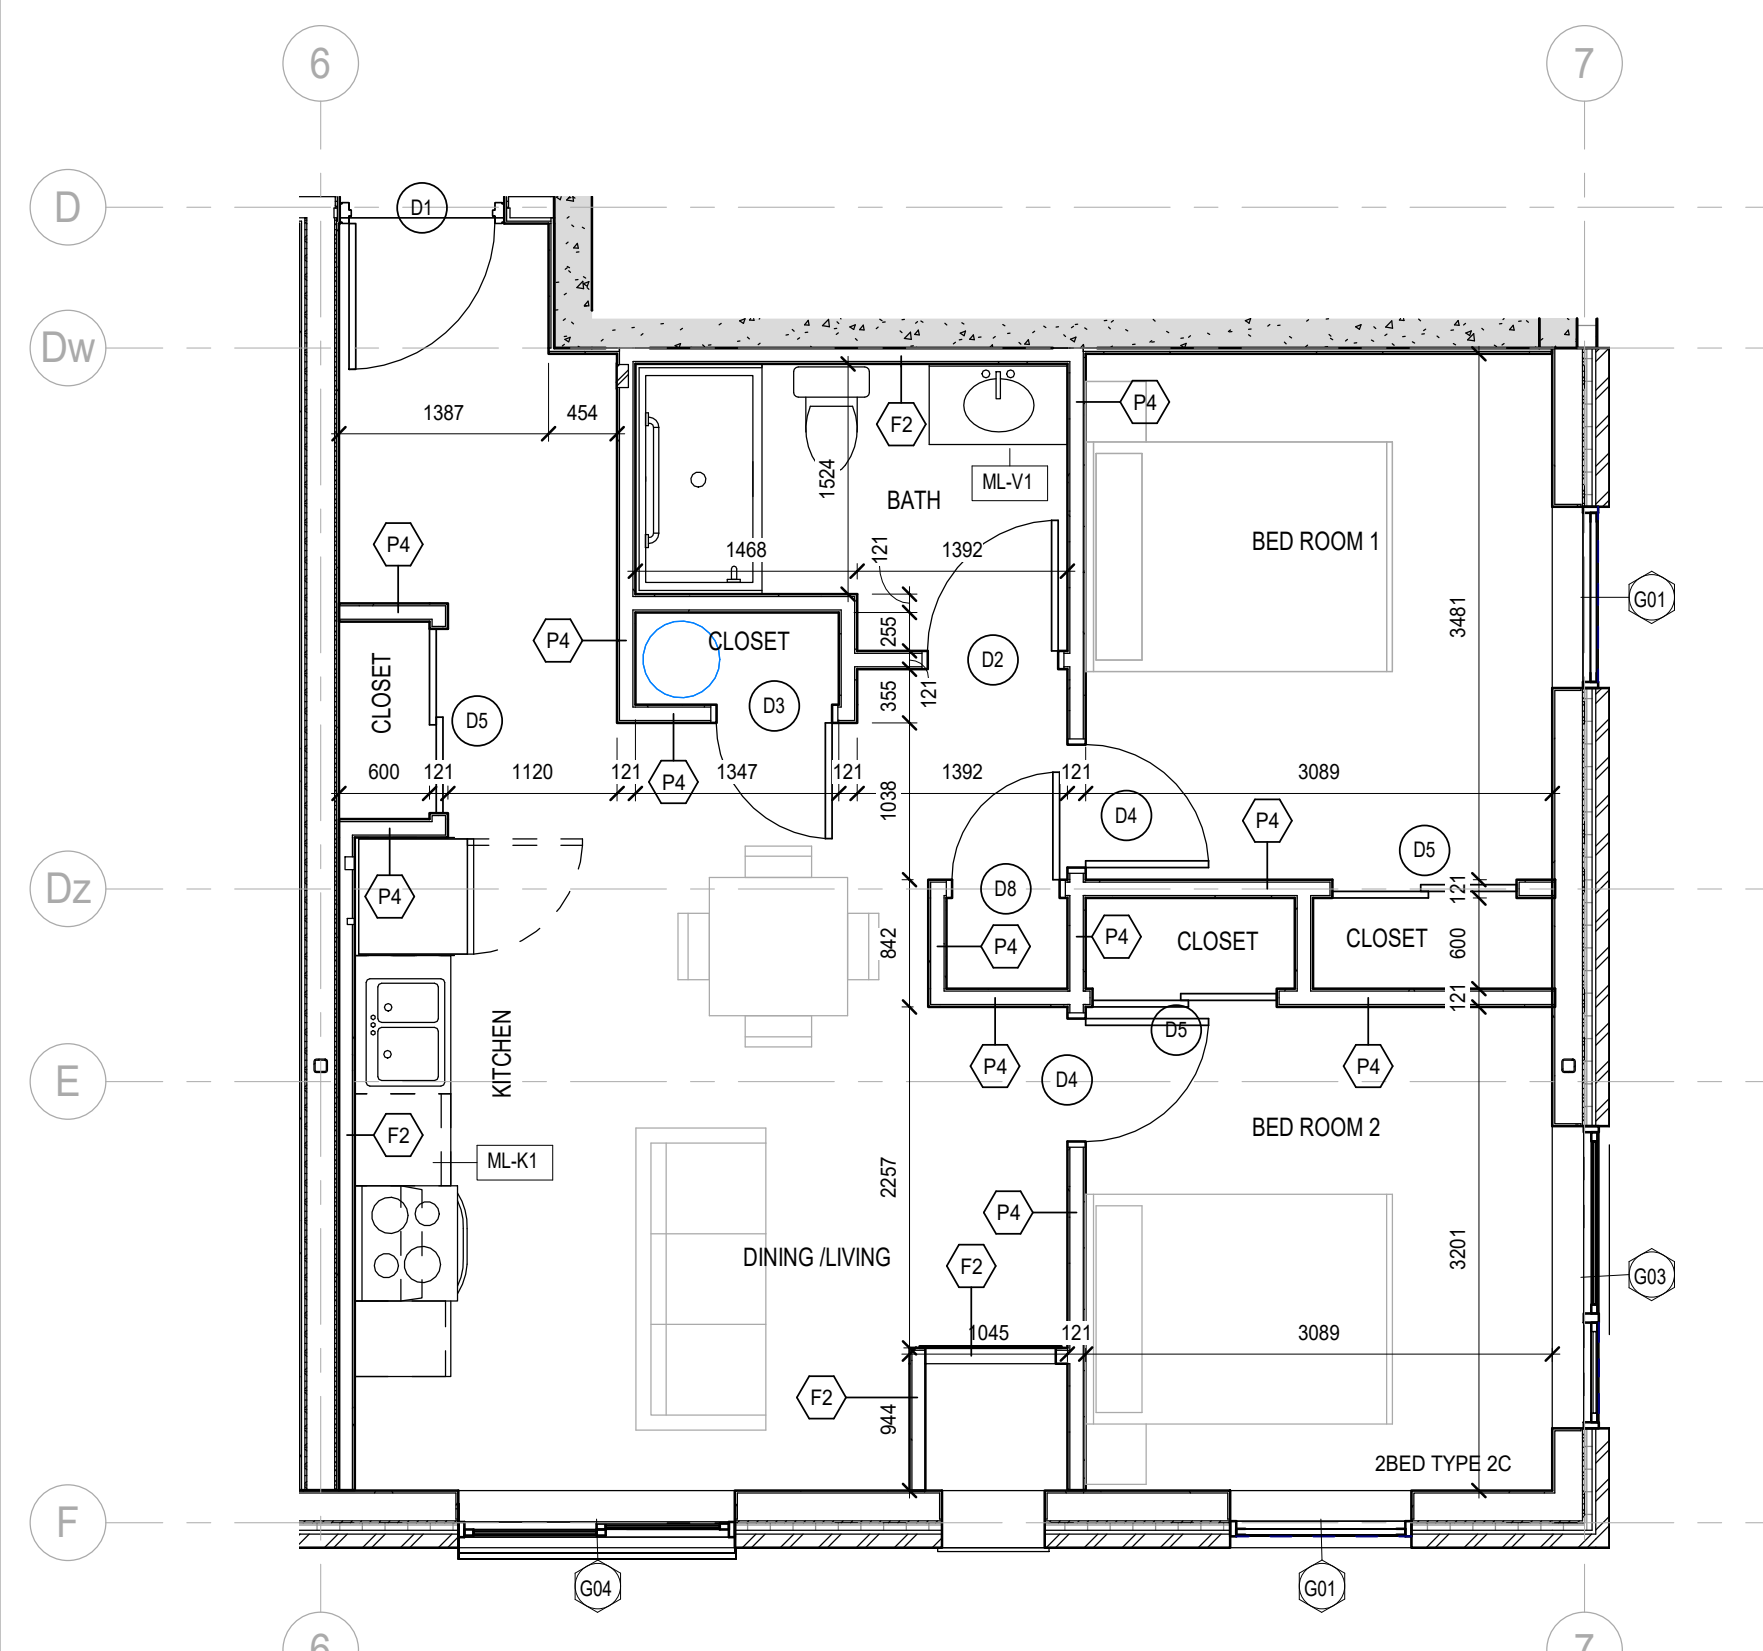 6
7
D
D1
Dw
1387
454
P4
F2
1524
ML-V1
BATH
BED ROOM 1
P4
1468
121
1392
G01
3481
P4
CLOSET
255
D2
CLOSET
D5
D3
355
121
600
121
1120
121
P4
1347
121
1038
1392
121
3089
D4
P4
D5
Dz
P4
D8
121
842
P4
P4
CLOSET
CLOSET
600
121
KITCHEN
D5
E
P4
D4
P4
F2
BED ROOM 2
ML-K1
2257
P4
DINING /LIVING
F2
3201
G03
1045
121
3089
F2
944
2BED TYPE 2C
F
G04
G01
6
7